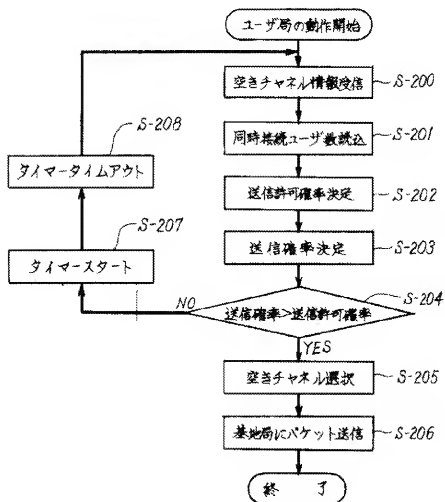 ユーザ局の動作開始
空きチャネル情報受信
S-200
同時接続ユーザ数読込
S-201
送信許可確率決定
S-202
送信確率決定
S-203
送信確率>送信許可確率
S-204
NO
YES
空きチャネル選択
S-205
基地局にパケット送信
S-206
終 了
タイマースタート
S-207
タイマータイムアウト
S-208